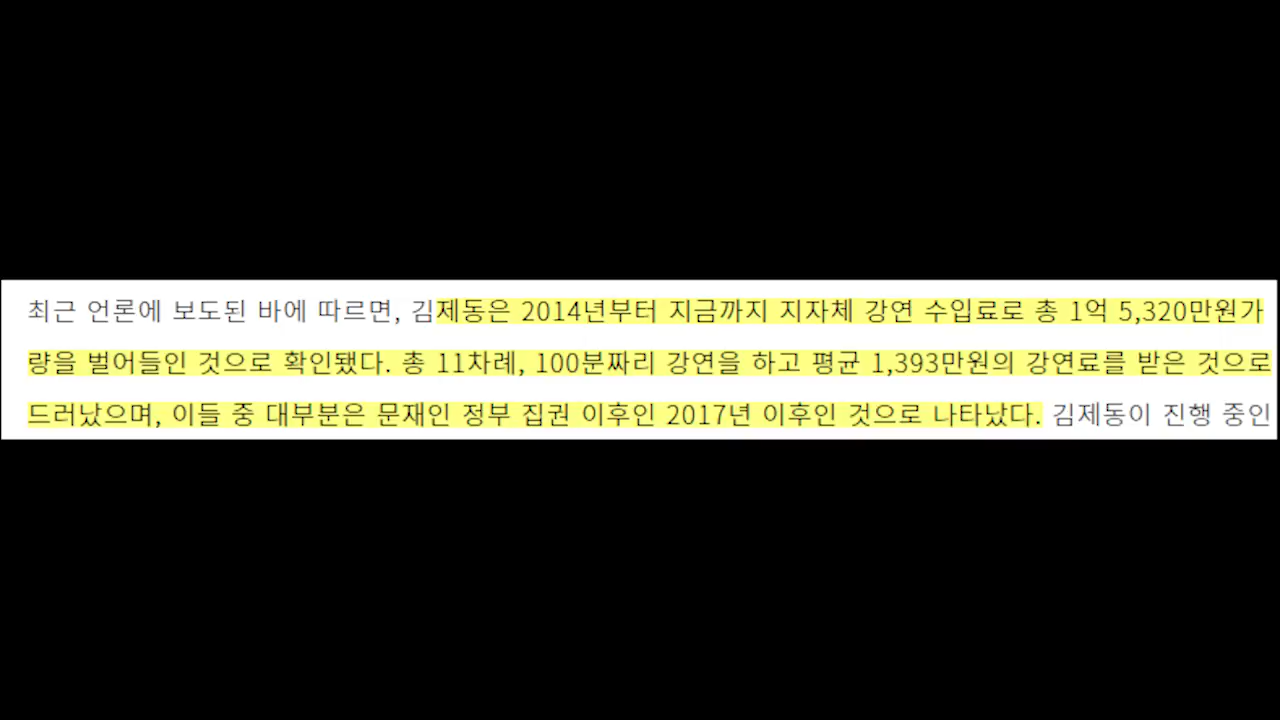 최근 언론에 보도된 바에 따르면, 김제동은 2014년부터 지금까지 지자체 강연 수입료로 총 1억 5,320만원가
량을 벌어들인 것으로 확인됐다. 총 11차례, 100분짜리 강연을 하고 평균 1,393만원의 강연료를 받은 것으로
드러났으며, 이들 중 대부분은 문재인 정부 집권 이후인 2017년 이후인 것으로 나타났다. 김제동이 진행 중인